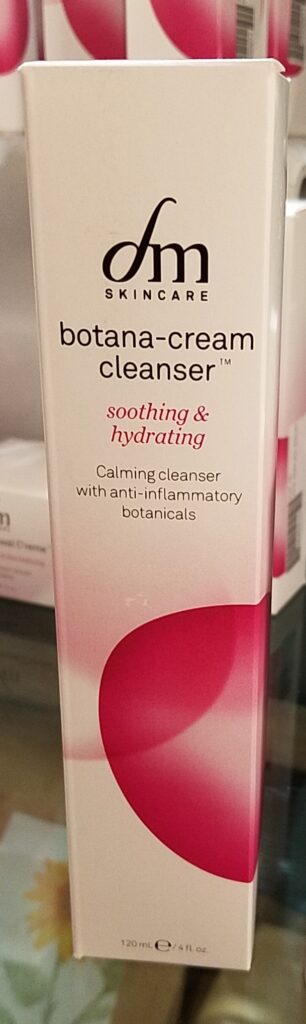 dm
SKINCARE
botana-cream
cleanser™
soothing &
hydrating
Calming cleanser
with anti-inflammatory
botanicals
120 mL ℮ / 4 fl. oz.